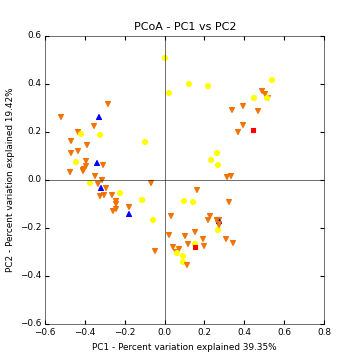 PCoA - PC1 vs PC2
0.6
0.4
0.2
0.0
−0.2
−0.4
−0.6
PC2 - Percent variation explained 19.42%
−0.6 −0.4 −0.2 0.0 0.2 0.4 0.6 0.8
PC1 - Percent variation explained 39.35%